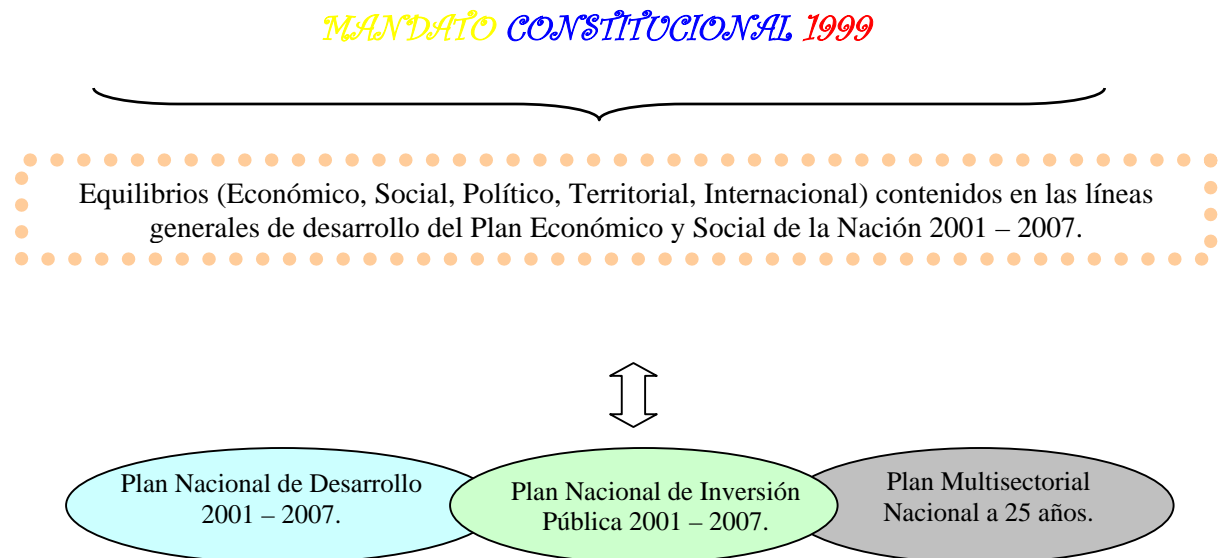 MANDATO CONSTITUCIONAL 1999
Equilibrios (Económico, Social, Político, Territorial, Internacional) contenidos en las líneas
generales de desarrollo del Plan Económico y Social de la Nación 2001 – 2007.
Plan Nacional de Desarrollo
2001 – 2007.
Plan Nacional de Inversión
Pública 2001 – 2007.
Plan Multisectorial
Nacional a 25 años.